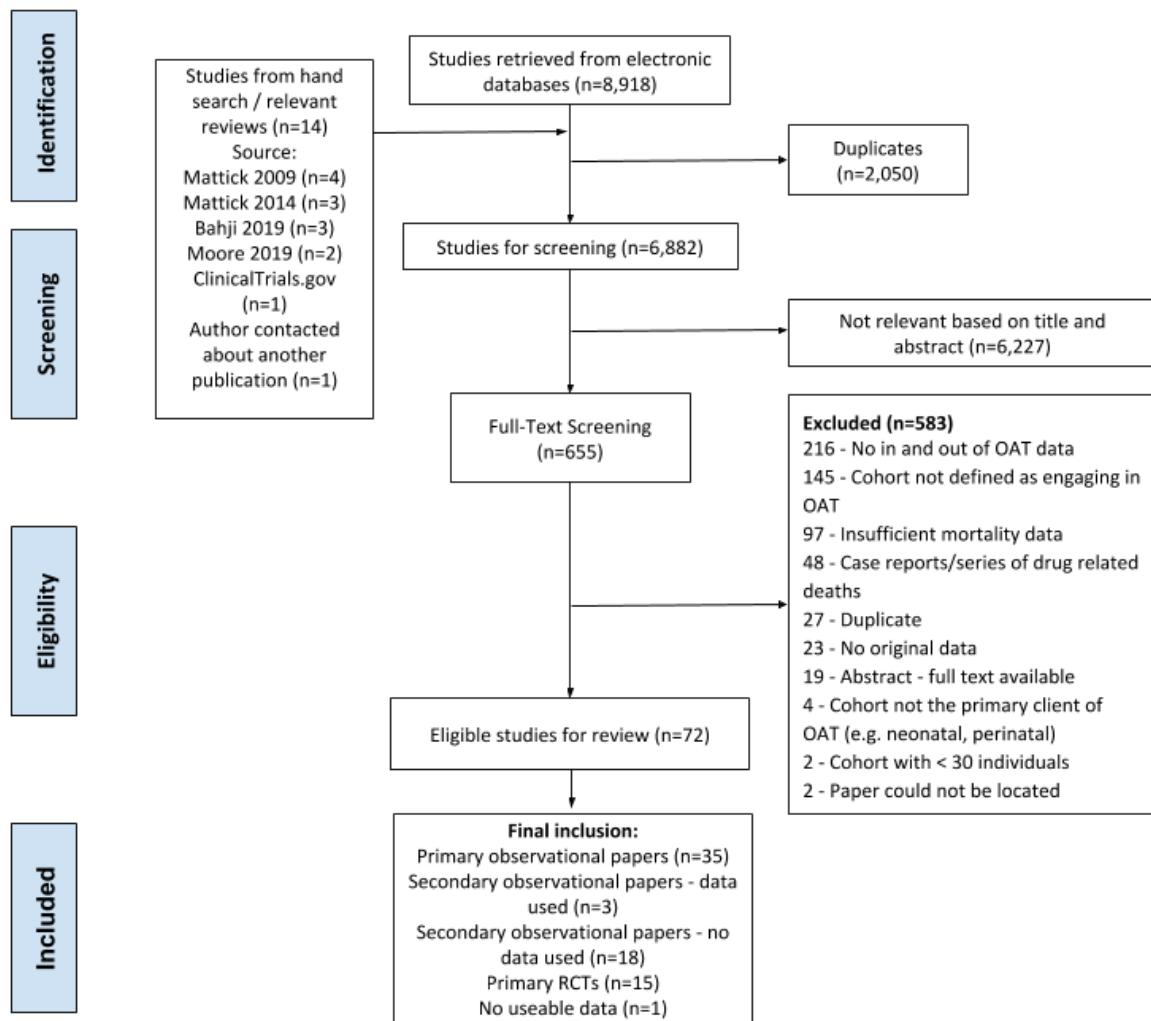 Identification
Studies retrieved from electronic
databases (n=8,918)
Studies from hand
search / relevant
reviews (n=14)
Source:
Mattick 2009 (n=4)
Mattick 2014 (n=3)
Bahji 2019 (n=3)
Moore 2019 (n=2)
ClinicalTrials.gov
(n=1)
Author contacted
about another
publication (n=1)
Duplicates
(n=2,050)
Screening
Studies for screening (n=6,882)
Not relevant based on title and
abstract (n=6,227)
Full-Text Screening
(n=655)
Eligibility
Excluded (n=583)
216 - No in and out of OAT data
145 - Cohort not defined as engaging in
OAT
97 - Insufficient mortality data
48 - Case reports/series of drug related
deaths
27 - Duplicate
23 - No original data
19 - Abstract - full text available
4 - Cohort not the primary client of
OAT (e.g. neonatal, perinatal)
2 - Cohort with < 30 individuals
2 - Paper could not be located
Eligible studies for review (n=72)
Included
Final inclusion:
Primary observational papers (n=35)
Secondary observational papers - data
used (n=3)
Secondary observational papers - no
data used (n=18)
Primary RCTs (n=15)
No useable data (n=1)